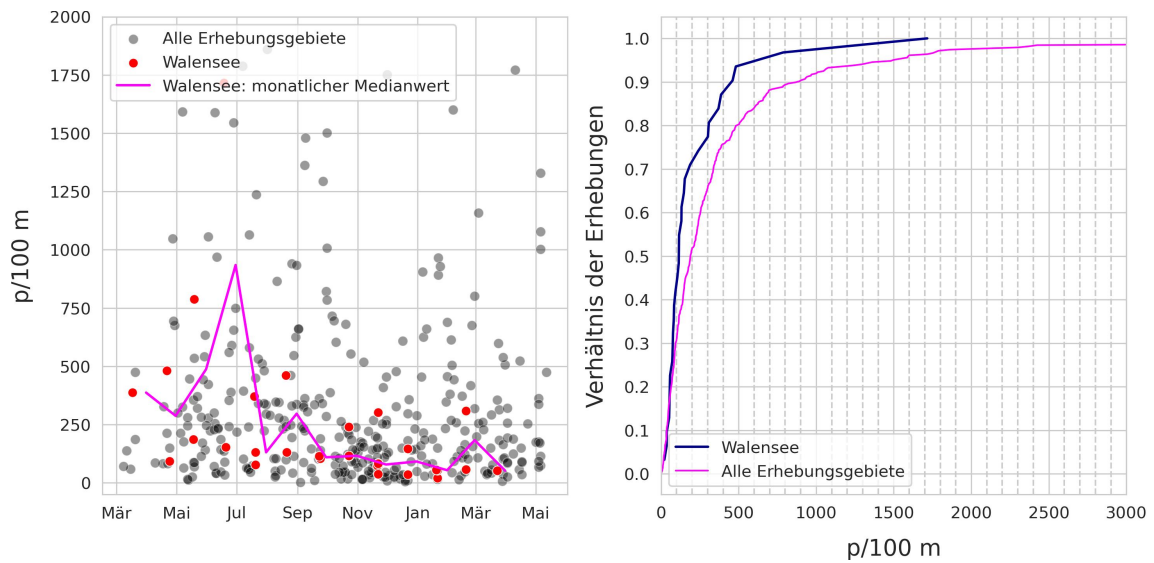 2000
1750
1500
1250
1000
750
500
250
0
p/100 m
Alle Erhebungsgebiete
Walensee
Walensee: monatlicher Medianwert
Mär
Mai
Jul
Sep
Nov
Jan
Mär
Mai
Verhältnis der Erhebungen
1.0
0.9
0.8
0.7
0.6
0.5
0.4
0.3
0.2
0.1
0.0
Walensee
Alle Erhebungsgebiete
0
500
1000
1500
2000
2500
3000
p/100 m